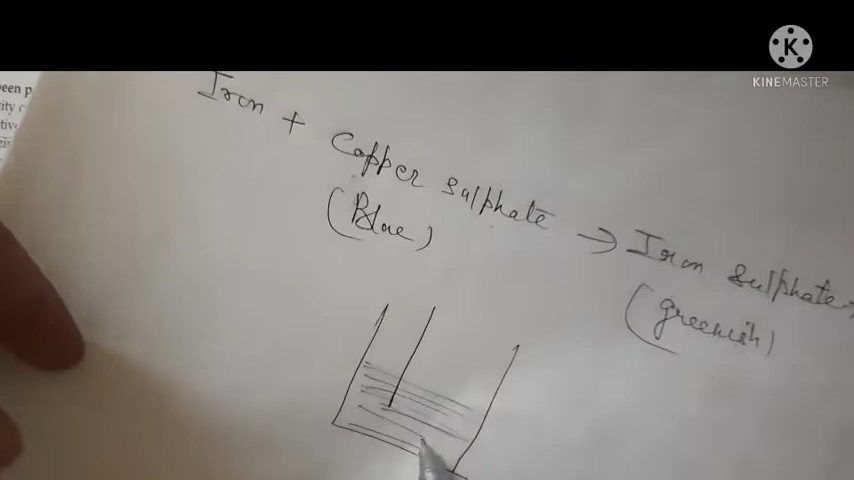 KINEMASTER
Iron + Copper sulphate → Iron sulphate +
(Blue)
(greenish)